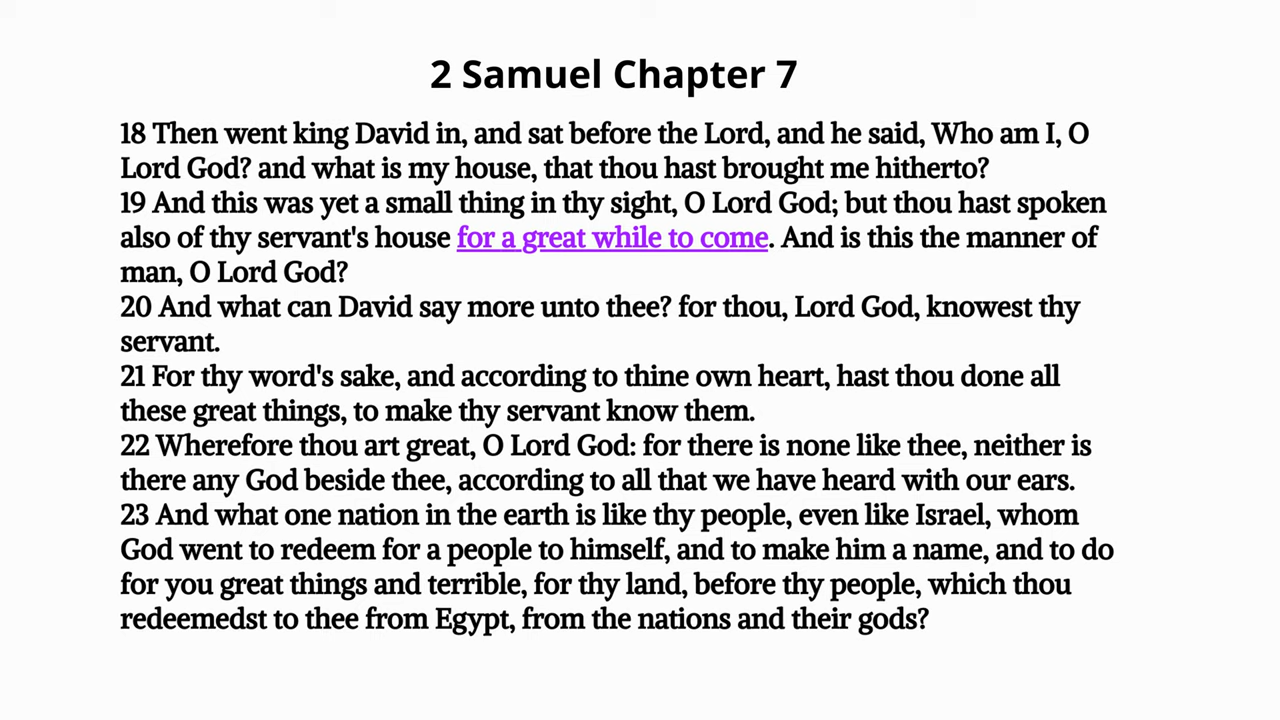 2 Samuel Chapter 7
18 Then went king David in, and sat before the Lord, and he said, Who am I, O
Lord God? and what is my house, that thou hast brought me hitherto?
19 And this was yet a small thing in thy sight, O Lord God; but thou hast spoken
also of thy servant's house for a great while to come. And is this the manner of
man, O Lord God?
20 And what can David say more unto thee? for thou, Lord God, knowest thy
servant.
21 For thy word's sake, and according to thine own heart, hast thou done all
these great things, to make thy servant know them.
22 Wherefore thou art great, O Lord God: for there is none like thee, neither is
there any God beside thee, according to all that we have heard with our ears.
23 And what one nation in the earth is like thy people, even like Israel, whom
God went to redeem for a people to himself, and to make him a name, and to do
for you great things and terrible, for thy land, before thy people, which thou
redeemedst to thee from Egypt, from the nations and their gods?